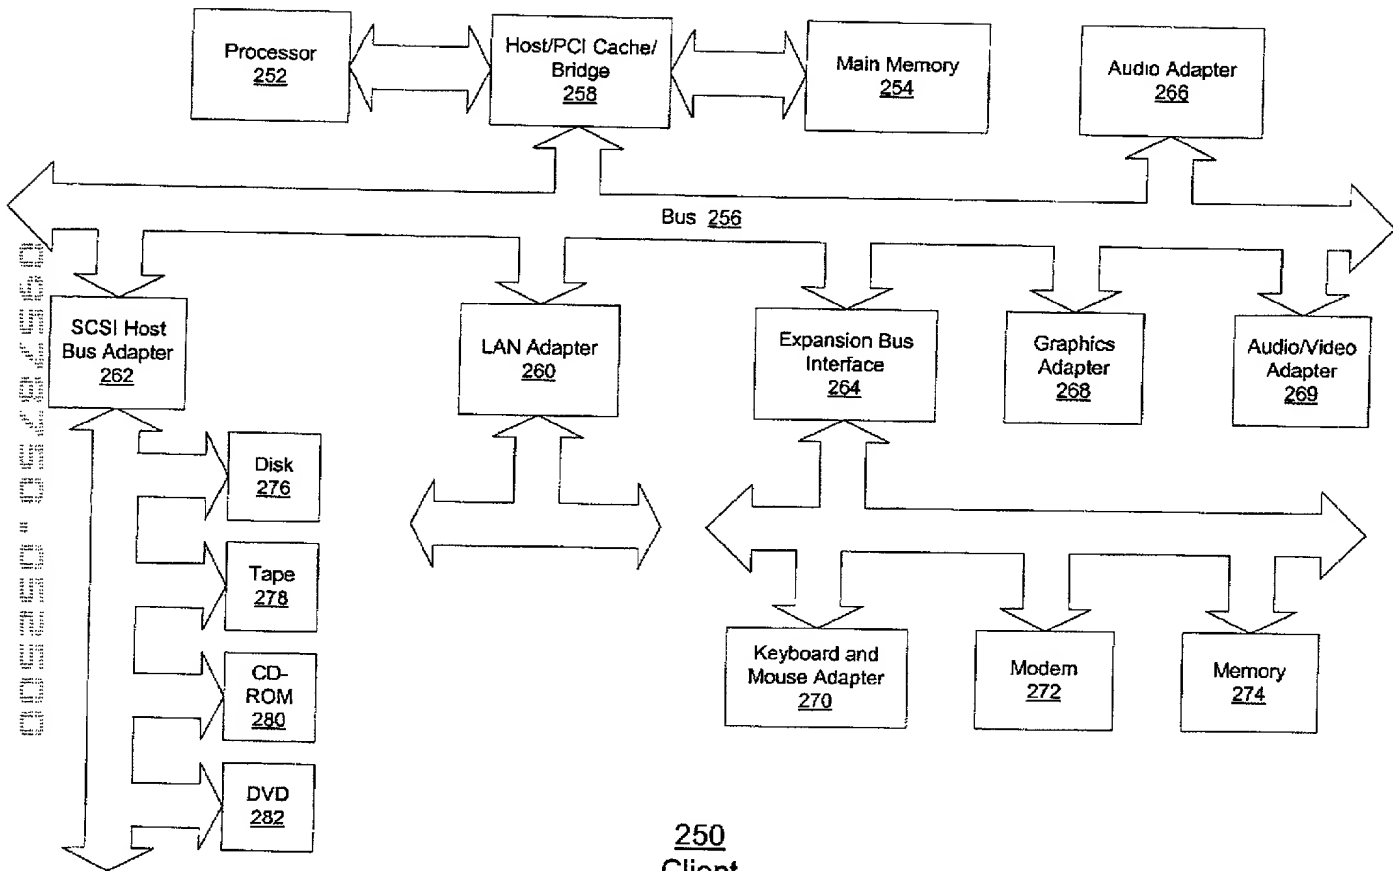 Processor
252
Host/PCI Cache/
Bridge
258
Main Memory
254
Audio Adapter
266
Bus 256
SCSI Host
Bus Adapter
262
LAN Adapter
260
Expansion Bus
Interface
264
Graphics
Adapter
268
Audio/Video
Adapter
269
Disk
276
Tape
278
CD-
ROM
280
DVD
282
Keyboard and
Mouse Adapter
270
Modem
272
Memory
274
250
Client